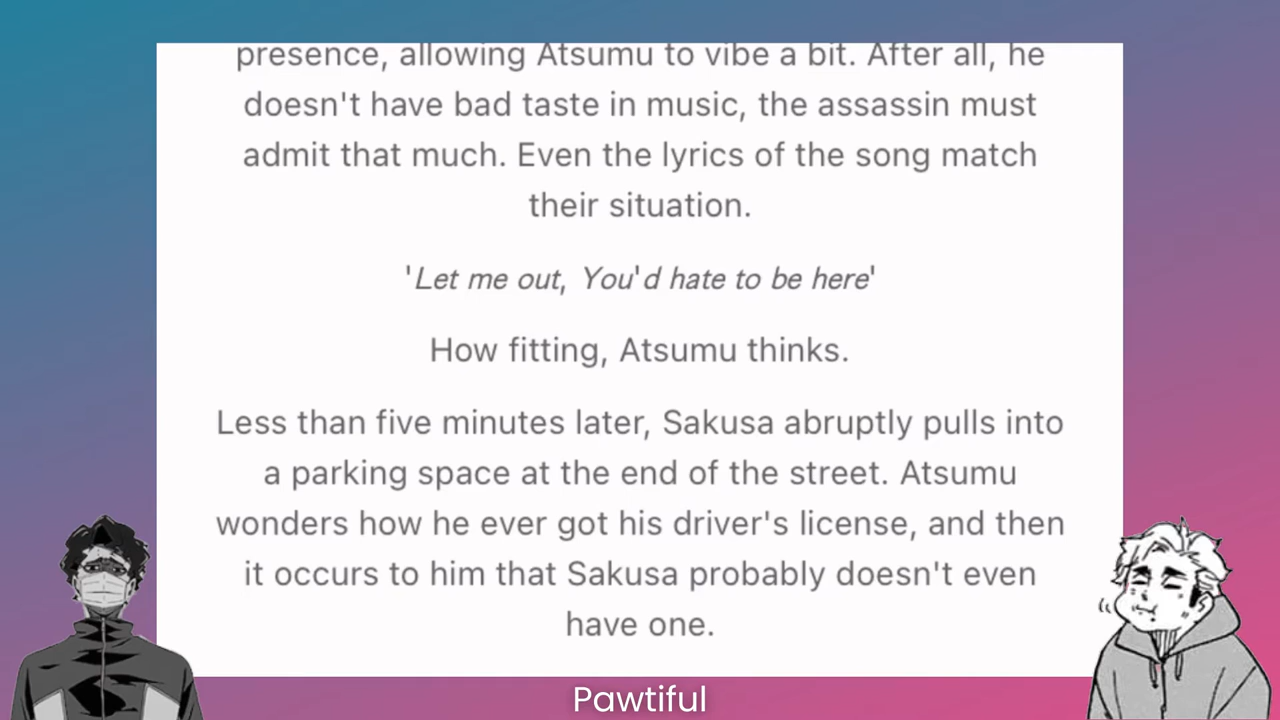 presence, allowing Atsumu to vibe a bit. After all, he
doesn't have bad taste in music, the assassin must
admit that much. Even the lyrics of the song match
their situation.
'Let me out, You'd hate to be here'
How fitting, Atsumu thinks.
Less than five minutes later, Sakusa abruptly pulls into
a parking space at the end of the street. Atsumu
wonders how he ever got his driver's license, and then
it occurs to him that Sakusa probably doesn't even
have one.
Pawtiful